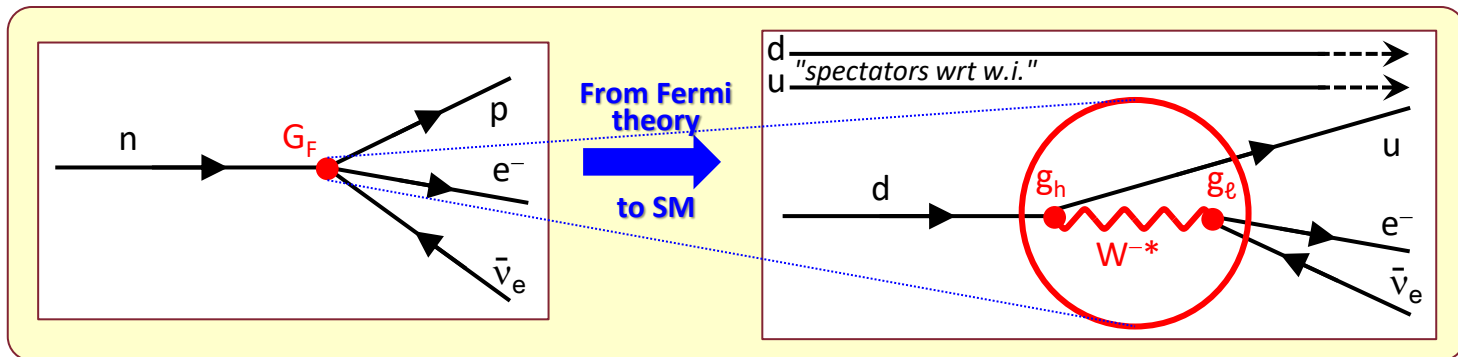 n
G_F
p
e⁻
ν̄_e
From Fermi
theory
to SM
d
"spectators wrt w.i."
u
d
g_h
g_ℓ
W⁻*
u
e⁻
ν̄_e